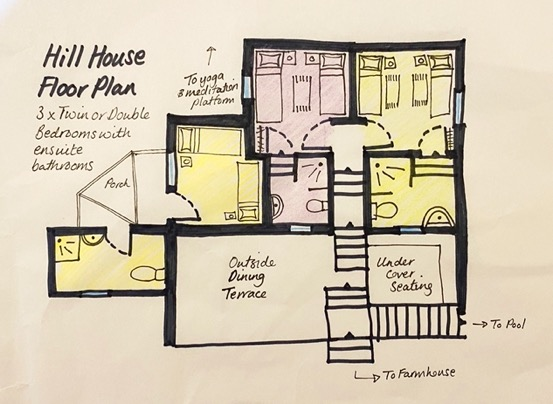 Hill House
Floor Plan
3 x Twin or Double
Bedrooms with
ensuite
bathrooms
To yoga
& meditation
platform
Porch
Outside
Dining
Terrace
Under
Cover.
Seating
→ To Pool
→ To Farmhouse